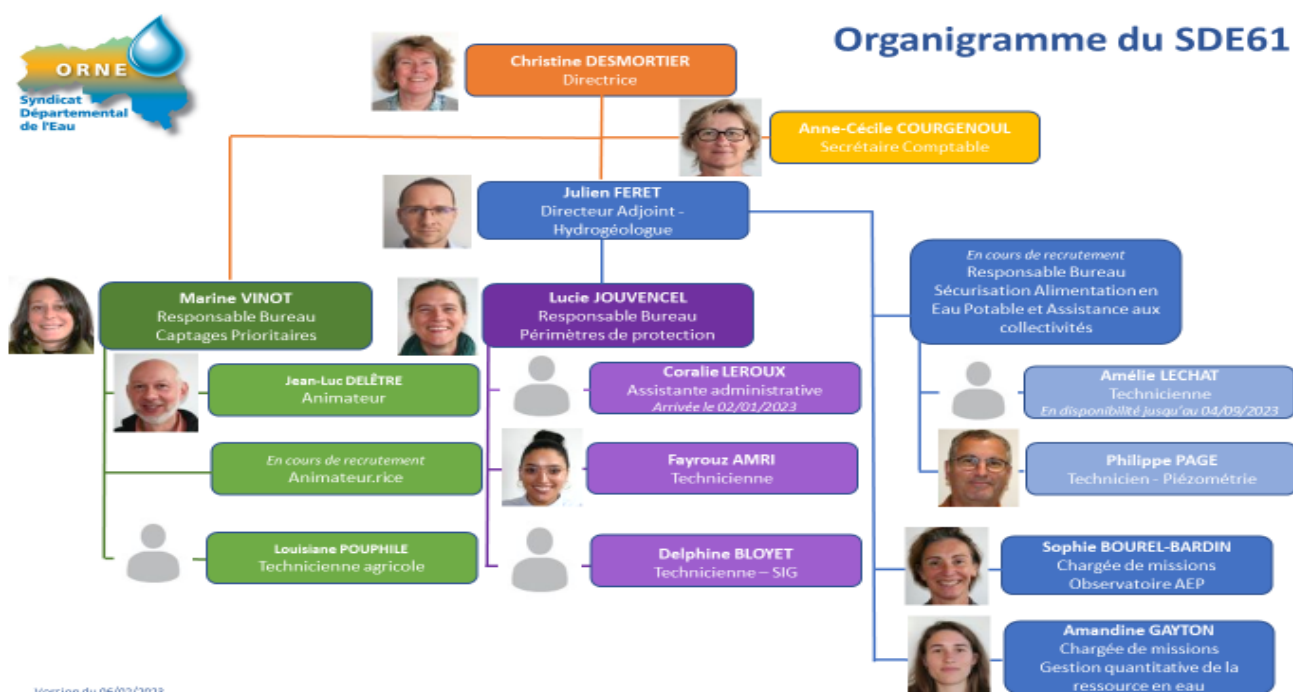 Organigramme du SDE61
ORNE
Syndicat
Départemental
de l'Eau
Christine DESMORTIER
Directrice
Anne-Cécile COURGENOUL
Secrétaire Comptable
Julien FERET
Directeur Adjoint -
Hydrogéologue
Marine VINOT
Responsable Bureau
Captages Prioritaires
Jean-Luc DELÊTRE
Animateur
En cours de recrutement
Animateur.rice
Louisiane POUPHILE
Technicienne agricole
Lucie JOUVENCEL
Responsable Bureau
Périmètres de protection
Coralie LEROUX
Assistante administrative
Arrivée le 02/01/2023
Fayrouz AMRI
Technicienne
Delphine BLOYET
Technicienne – SIG
En cours de recrutement
Responsable Bureau
Sécurisation Alimentation en
Eau Potable et Assistance aux
collectivités
Amélie LECHAT
Technicienne
En disponibilité jusqu'au 04/09/2023
Philippe PAGE
Technicien - Piézométrie
Sophie BOUREL-BARDIN
Chargée de missions
Observatoire AEP
Amandine GAYTON
Chargée de missions
Gestion quantitative de la
ressource en eau
Version du 06/02/2023